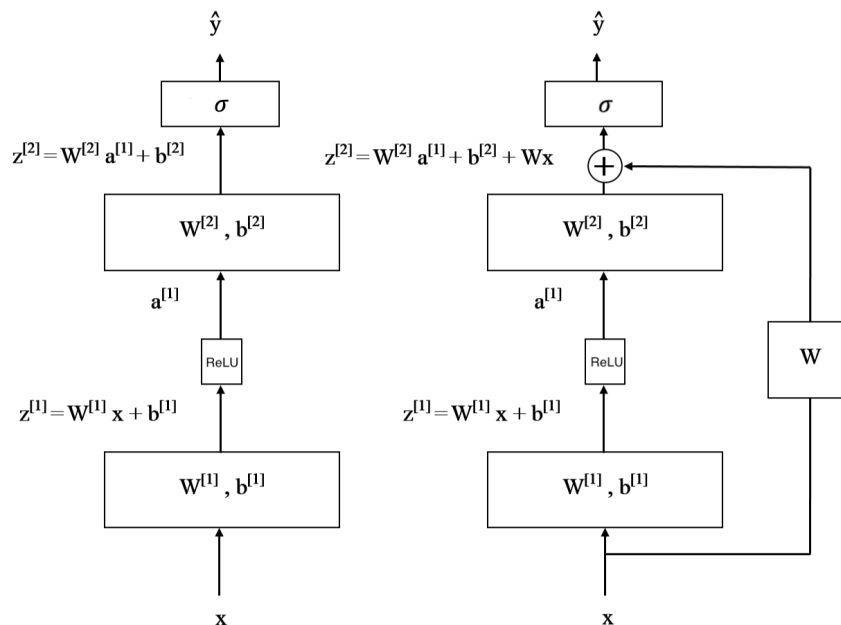 ŷ
σ
z^[2] = W^[2] a^[1] + b^[2]
W^[2] , b^[2]
a^[1]
ReLU
z^[1] = W^[1] x + b^[1]
W^[1] , b^[1]
x
ŷ
σ
z^[2] = W^[2] a^[1] + b^[2] + Wx
+
W^[2] , b^[2]
a^[1]
ReLU
W
z^[1] = W^[1] x + b^[1]
W^[1] , b^[1]
x